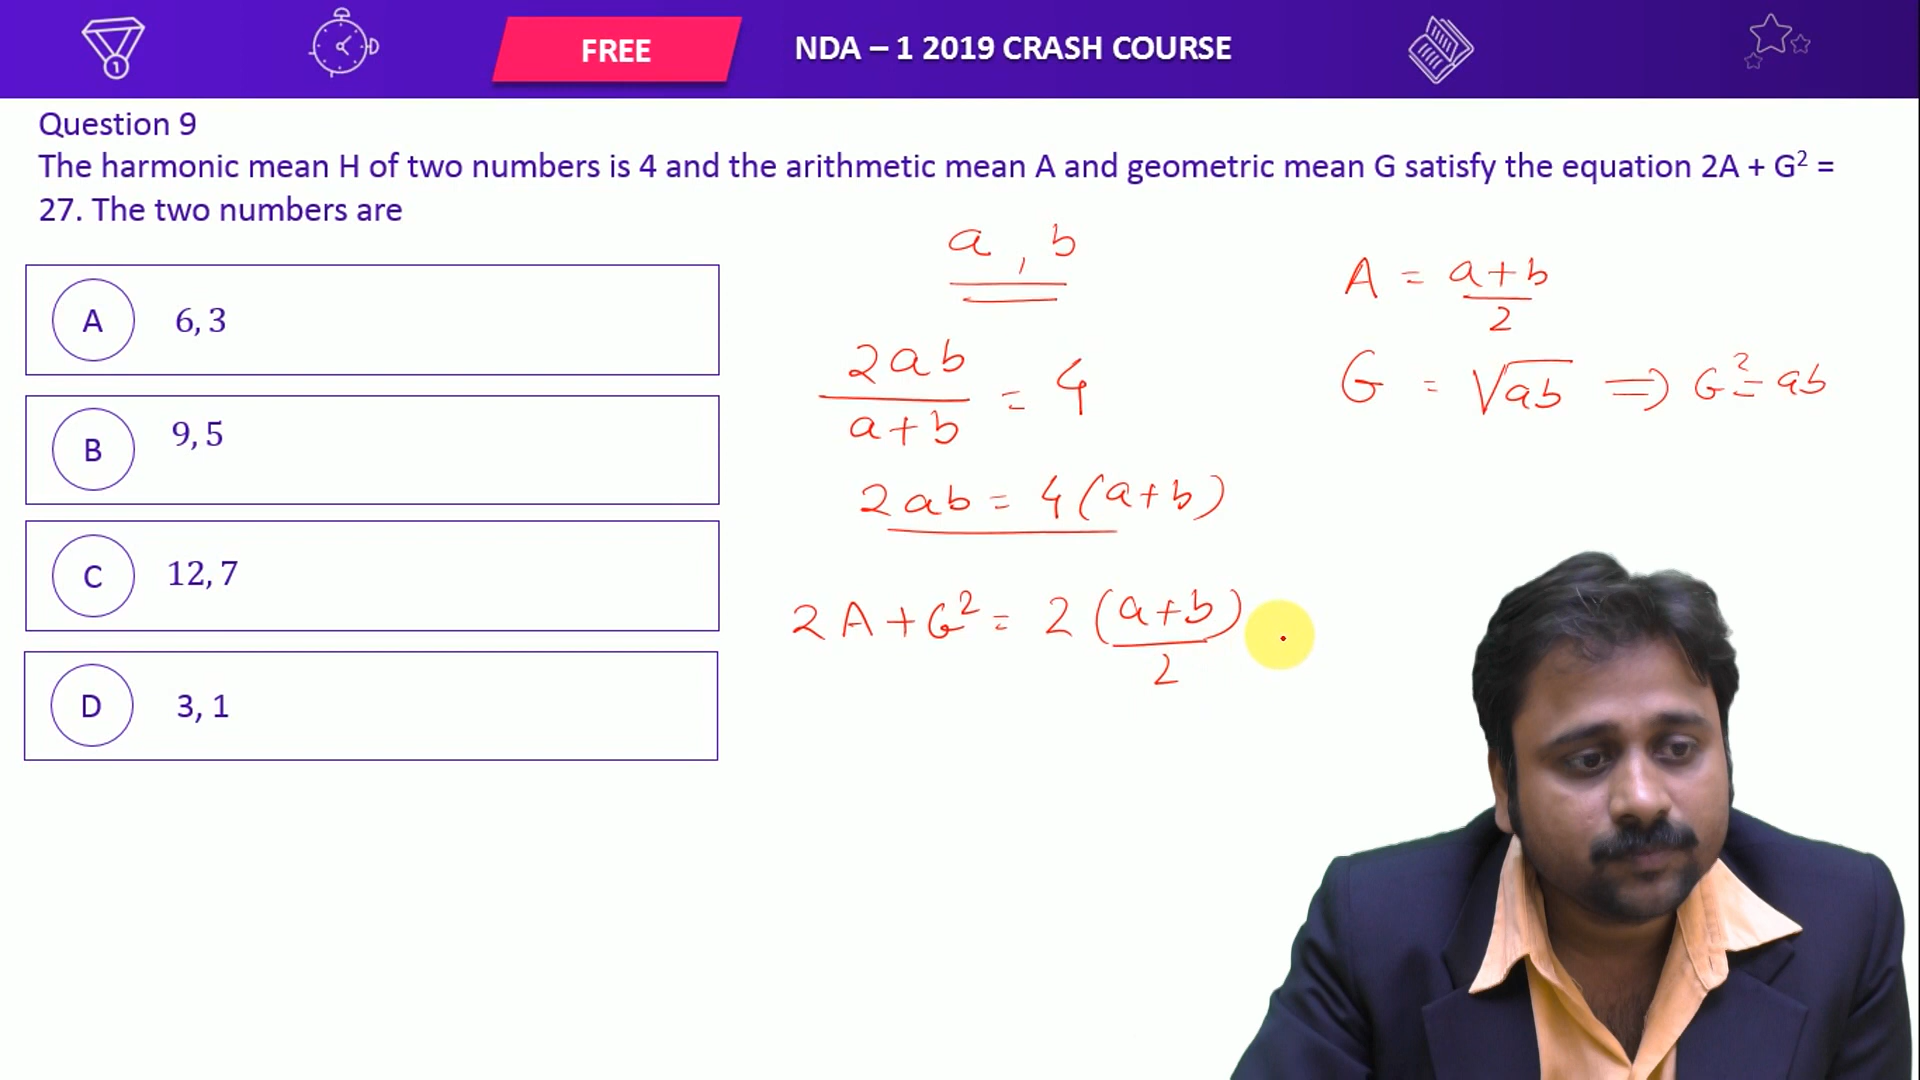 FREE
NDA – 1 2019 CRASH COURSE
1
Question 9
The harmonic mean H of two numbers is 4 and the arithmetic mean A and geometric mean G satisfy the equation 2A + G² =
27. The two numbers are
A 6, 3
B 9, 5
C 12, 7
D 3, 1
a , b
2ab / a+b = 4
2ab = 4(a+b)
2A+G² = 2(a+b / 2)
A = a+b / 2
G = √ab ⇒ G² = ab